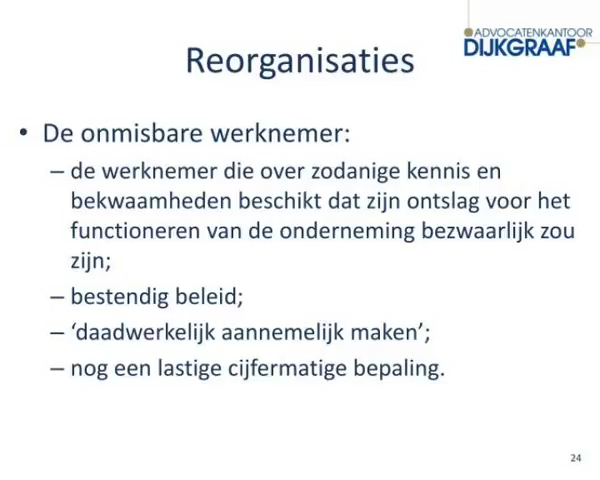 ADVOCATENKANTOOR
DIJKGRAAF
Reorganisaties
• De onmisbare werknemer:
– de werknemer die over zodanige kennis en
bekwaamheden beschikt dat zijn ontslag voor het
functioneren van de onderneming bezwaarlijk zou
zijn;
– bestendig beleid;
– ‘daadwerkelijk aannemelijk maken’;
– nog een lastige cijfermatige bepaling.
24